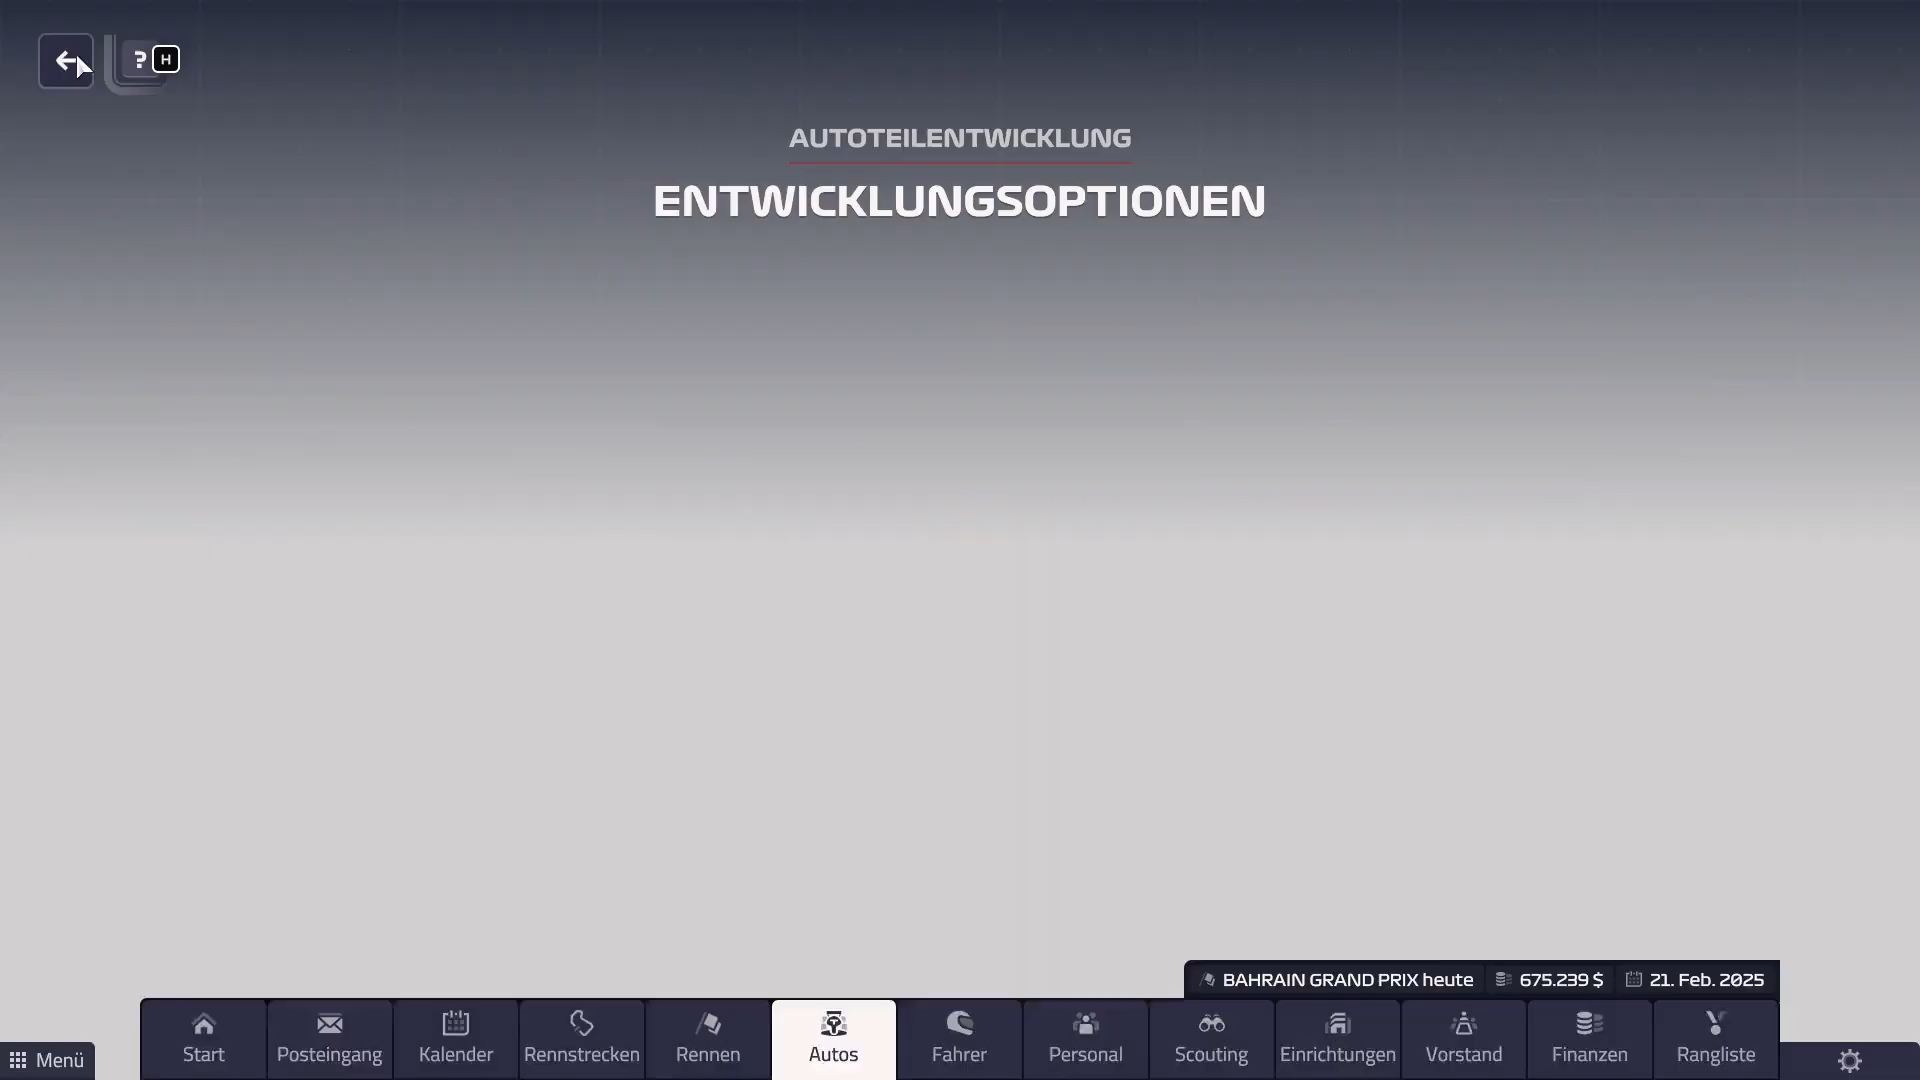 ? H
AUTOTEILENTWICKLUNG
ENTWICKLUNGSOPTIONEN
BAHRAIN GRAND PRIX heute 675.239 $ 21. Feb. 2025
Menü Start Posteingang Kalender Rennstrecken Rennen Autos Fahrer Personal Scouting Einrichtungen Vorstand Finanzen Rangliste